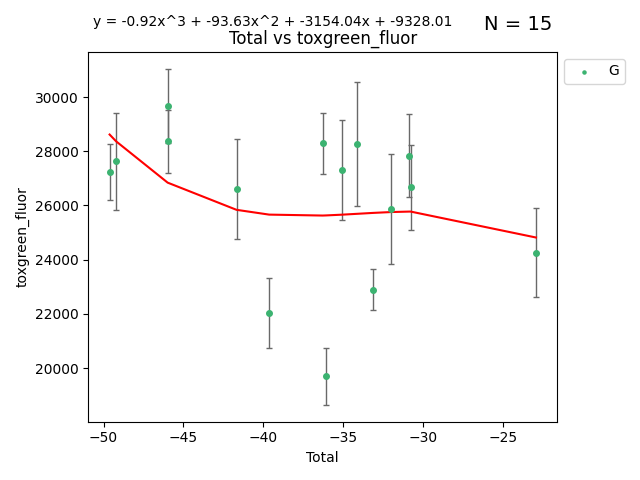 y = -0.92x^3 + -93.63x^2 + -3154.04x + -9328.01
N = 15
Total vs toxgreen_fluor
G
toxgreen_fluor
30000
28000
26000
24000
22000
20000
−50 −45 −40 −35 −30 −25
Total